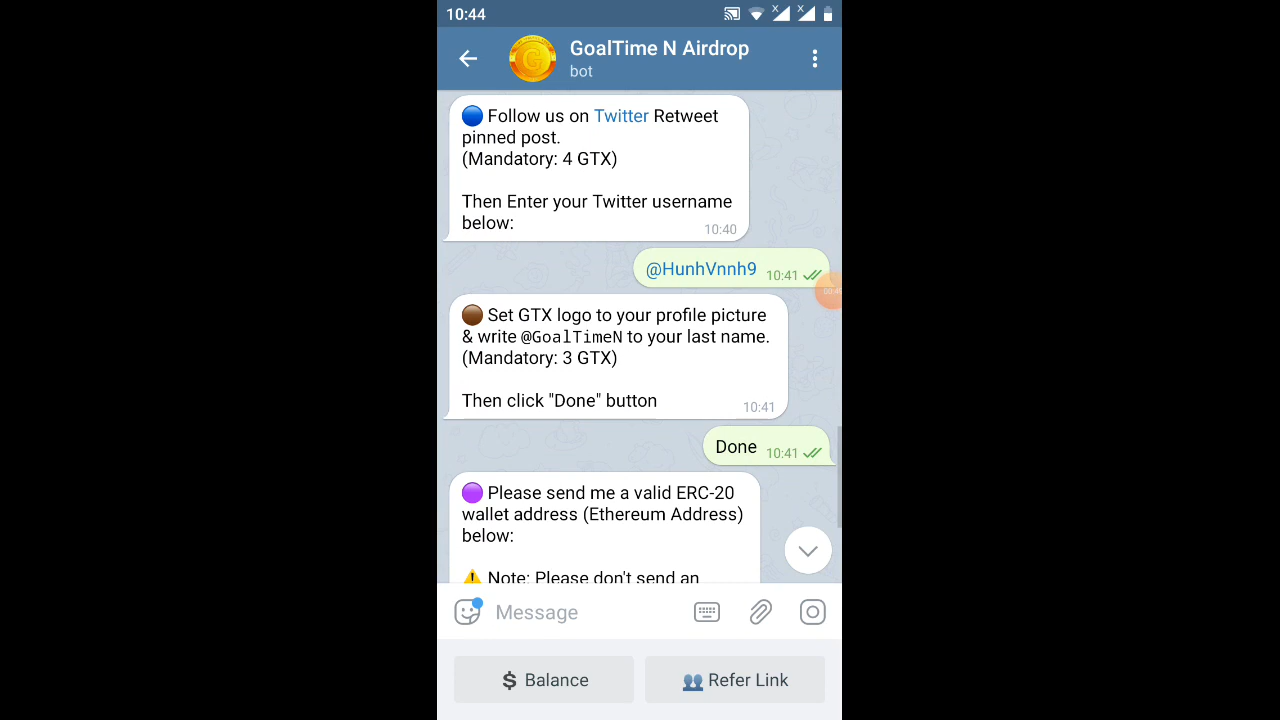 10:44
GoalTime N Airdrop
bot
Follow us on Twitter Retweet
pinned post.
(Mandatory: 4 GTX)
Then Enter your Twitter username
below:
10:40
@HunhVnnh9 10:41
Set GTX logo to your profile picture
& write @GoalTimeN to your last name.
(Mandatory: 3 GTX)
Then click "Done" button
10:41
Done 10:41
Please send me a valid ERC-20
wallet address (Ethereum Address)
below:
Note: Please don't send an
Message
$ Balance
Refer Link